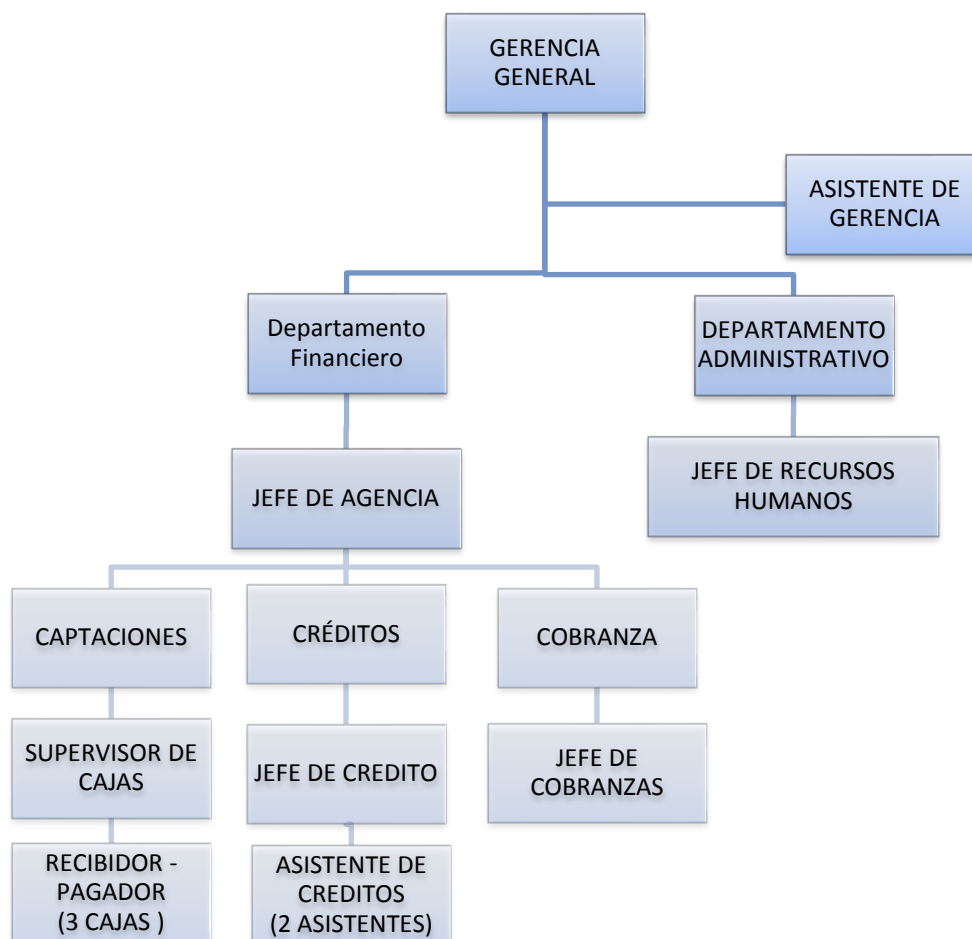 GERENCIA
GENERAL
ASISTENTE DE
GERENCIA
Departamento
Financiero
DEPARTAMENTO
ADMINISTRATIVO
JEFE DE AGENCIA
JEFE DE RECURSOS
HUMANOS
CAPTACIONES
CRÉDITOS
COBRANZA
SUPERVISOR DE
CAJAS
JEFE DE CREDITO
JEFE DE
COBRANZAS
RECIBIDOR -
PAGADOR
(3 CAJAS )
ASISTENTE DE
CREDITOS
(2 ASISTENTES)